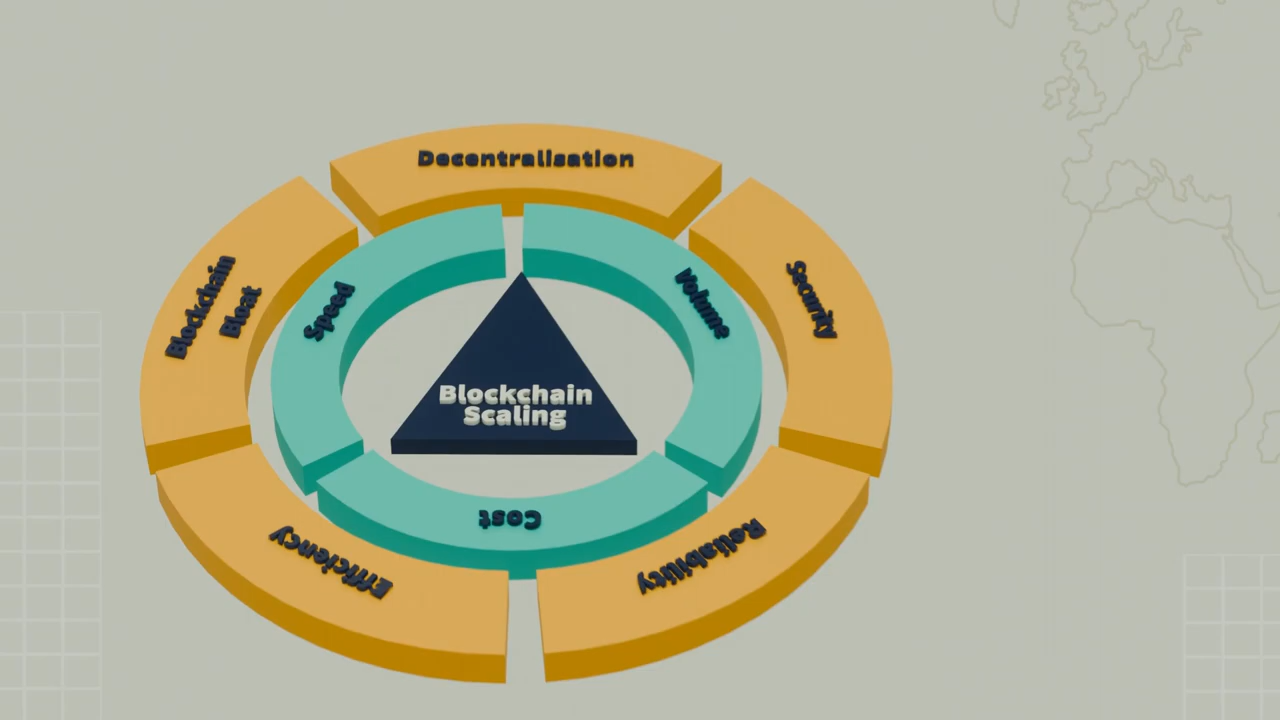 Decentralisation
Security
Reliability
Efficiency
Blockchain
Bloat
Speed
Volume
Cost
Blockchain
Scaling